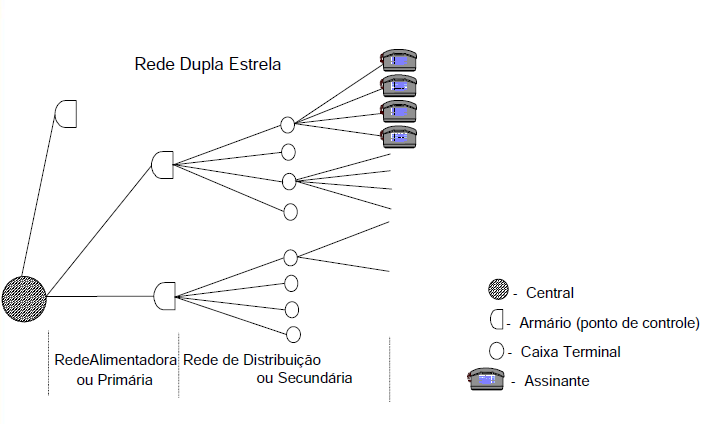 Rede Dupla Estrela
- Central
- Armário (ponto de controle)
- Caixa Terminal
- Assinante
RedeAlimentadora
ou Primária
Rede de Distribuição
ou Secundária